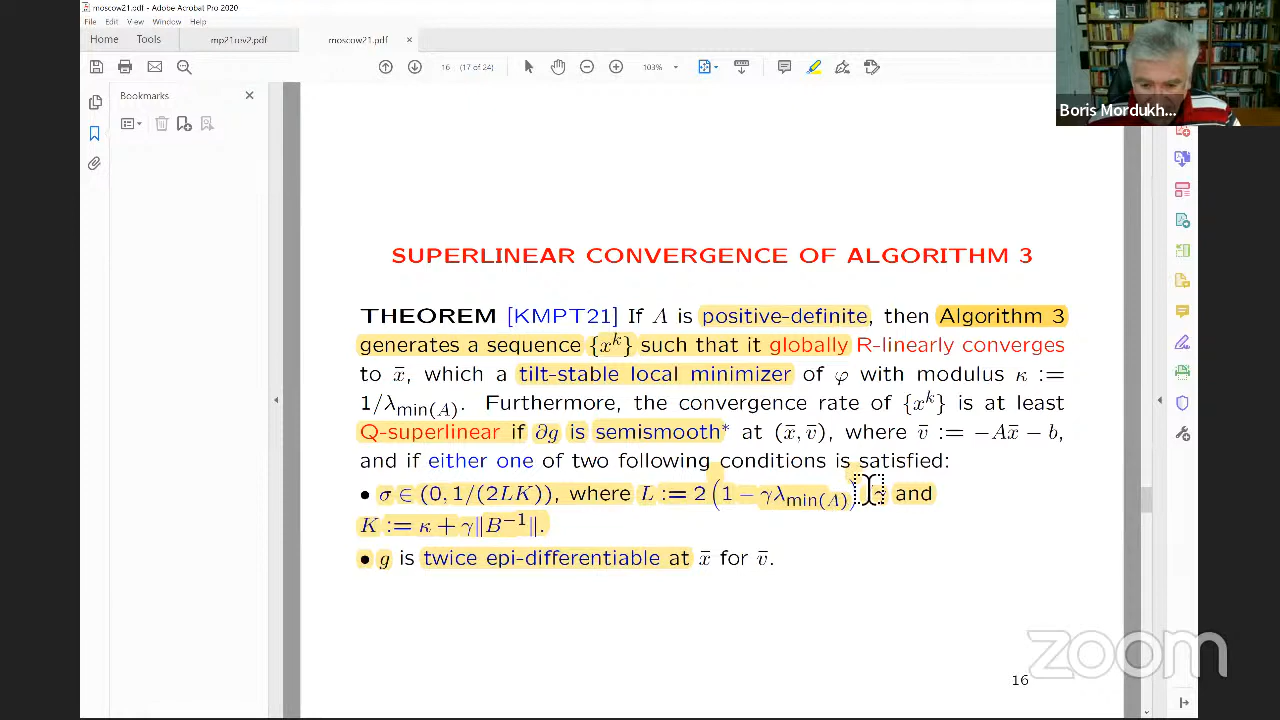 moscow21.pdf - Adobe Acrobat Pro 2020
File Edit View Window Help
Home Tools mp21rev2.pdf moscow21.pdf ×
16 (17 of 24) 103%
Bookmarks
Boris Mordukh...
SUPERLINEAR CONVERGENCE OF ALGORITHM 3
THEOREM [KMPT21] If A is positive-definite, then Algorithm 3
generates a sequence {x^k} such that it globally R-linearly converges
to x̄, which a tilt-stable local minimizer of φ with modulus κ :=
1/λ_min(A). Furthermore, the convergence rate of {x^k} is at least
Q-superlinear if ∂g is semismooth* at (x̄, v̄), where v̄ := −Ax̄ − b,
and if either one of two following conditions is satisfied:
• σ ∈ (0, 1/(2LK)), where L := 2(1 − γλ_min(A)) γ and
K := κ + γ‖B^−1‖.
• g is twice epi-differentiable at x̄ for v̄.
zoom
16